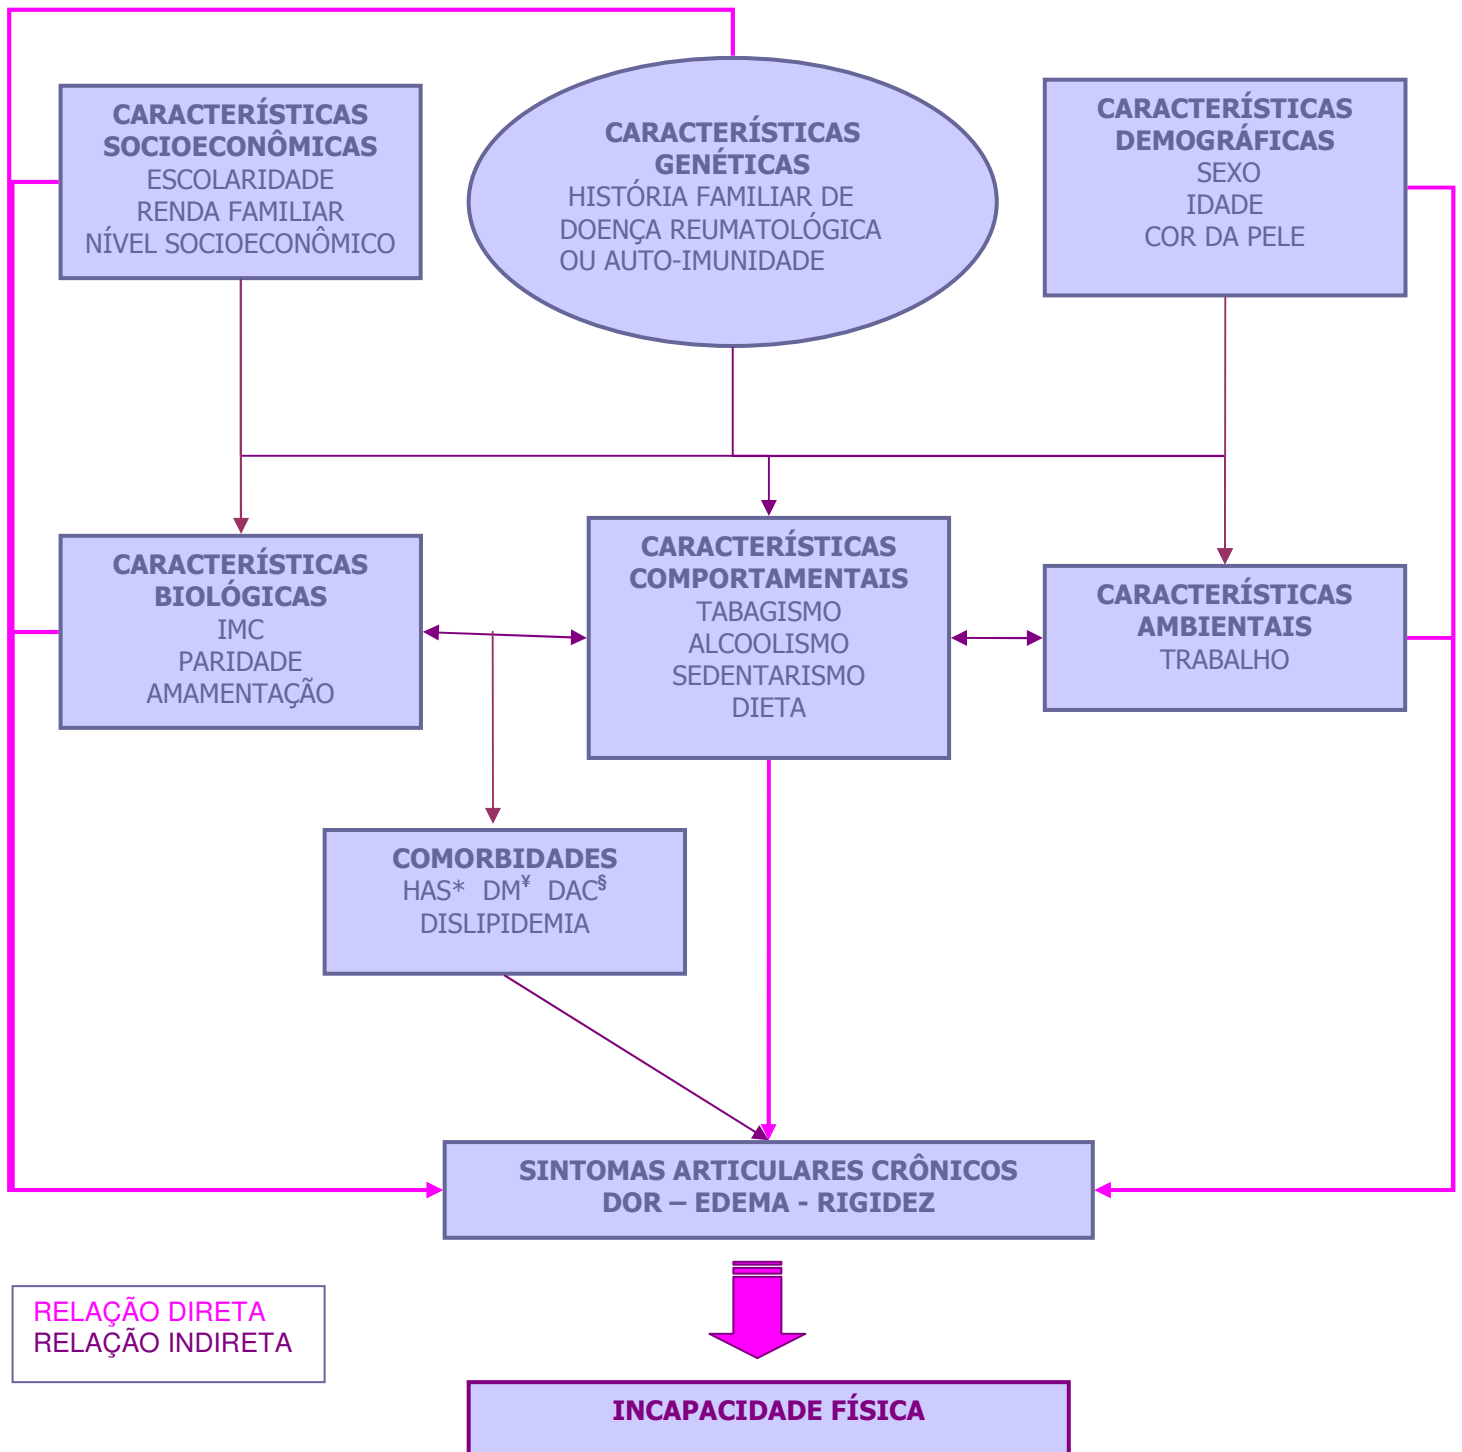 CARACTERÍSTICAS
SOCIOECONÔMICAS
ESCOLARIDADE
RENDA FAMILIAR
NÍVEL SOCIOECONÔMICO
CARACTERÍSTICAS
GENÉTICAS
HISTÓRIA FAMILIAR DE
DOENÇA REUMATOLÓGICA
OU AUTO-IMUNIDADE
CARACTERÍSTICAS
DEMOGRÁFICAS
SEXO
IDADE
COR DA PELE
CARACTERÍSTICAS
BIOLÓGICAS
IMC
PARIDADE
AMAMENTAÇÃO
CARACTERÍSTICAS
COMPORTAMENTAIS
TABAGISMO
ALCOOLISMO
SEDENTARISMO
DIETA
CARACTERÍSTICAS
AMBIENTAIS
TRABALHO
COMORBIDADES
HAS* DM¥ DAC§
DISLIPIDEMIA
SINTOMAS ARTICULARES CRÔNICOS
DOR – EDEMA - RIGIDEZ
RELAÇÃO DIRETA
RELAÇÃO INDIRETA
INCAPACIDADE FÍSICA